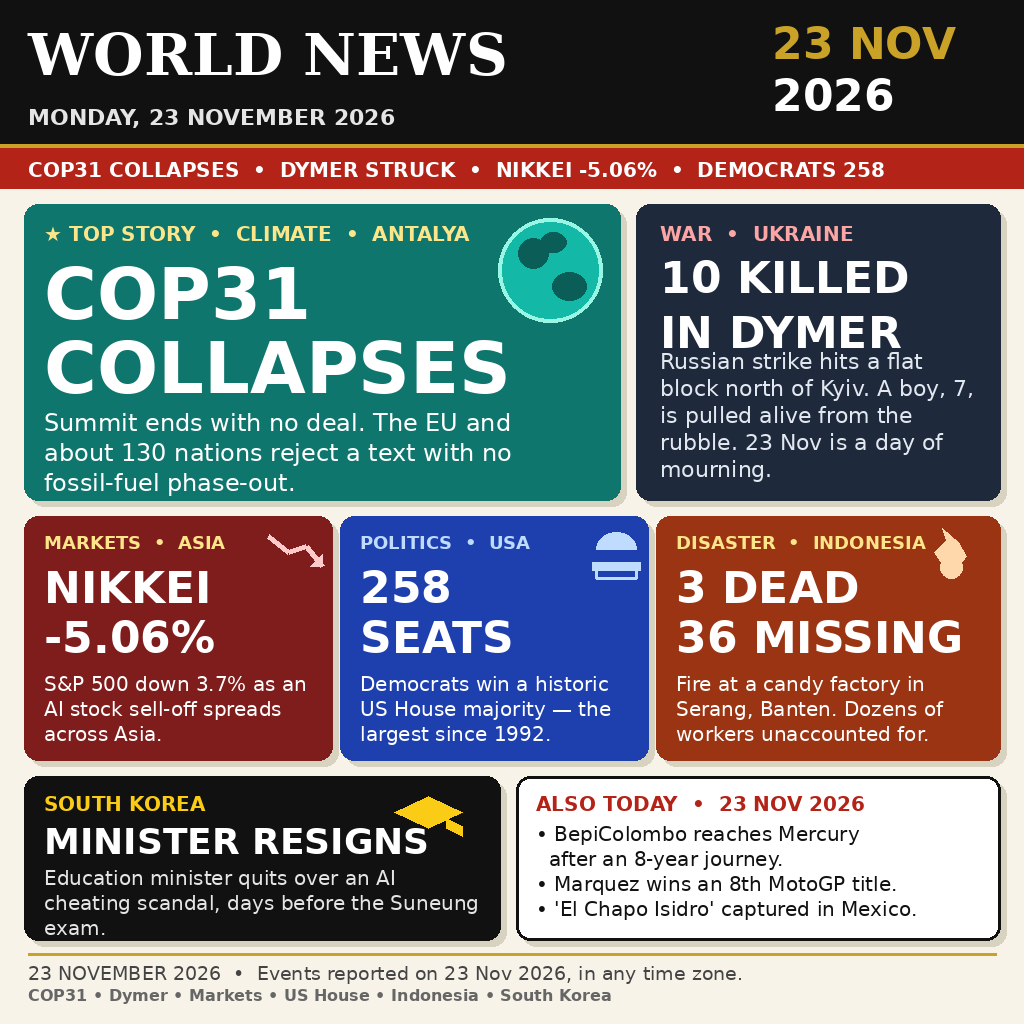 WORLD NEWS
MONDAY, 23 NOVEMBER 2026
23 NOV
2026
COP31 COLLAPSES • DYMER STRUCK • NIKKEI -5.06% • DEMOCRATS 258
★ TOP STORY • CLIMATE • ANTALYA
COP31
COLLAPSES
Summit ends with no deal. The EU and
about 130 nations reject a text with no
fossil-fuel phase-out.
WAR • UKRAINE
10 KILLED
IN DYMER
Russian strike hits a flat
block north of Kyiv. A boy, 7,
is pulled alive from the
rubble. 23 Nov is a day of
mourning.
MARKETS • ASIA
NIKKEI
-5.06%
S&P 500 down 3.7% as an
AI stock sell-off spreads
across Asia.
POLITICS • USA
258
SEATS
Democrats win a historic
US House majority — the
largest since 1992.
DISASTER • INDONESIA
3 DEAD
36 MISSING
Fire at a candy factory in
Serang, Banten. Dozens of
workers unaccounted for.
SOUTH KOREA
MINISTER RESIGNS
Education minister quits over an AI
cheating scandal, days before the Suneung
exam.
ALSO TODAY • 23 NOV 2026
• BepiColombo reaches Mercury
after an 8-year journey.
• Marquez wins an 8th MotoGP title.
• 'El Chapo Isidro' captured in Mexico.
23 NOVEMBER 2026 • Events reported on 23 Nov 2026, in any time zone.
COP31 • Dymer • Markets • US House • Indonesia • South Korea